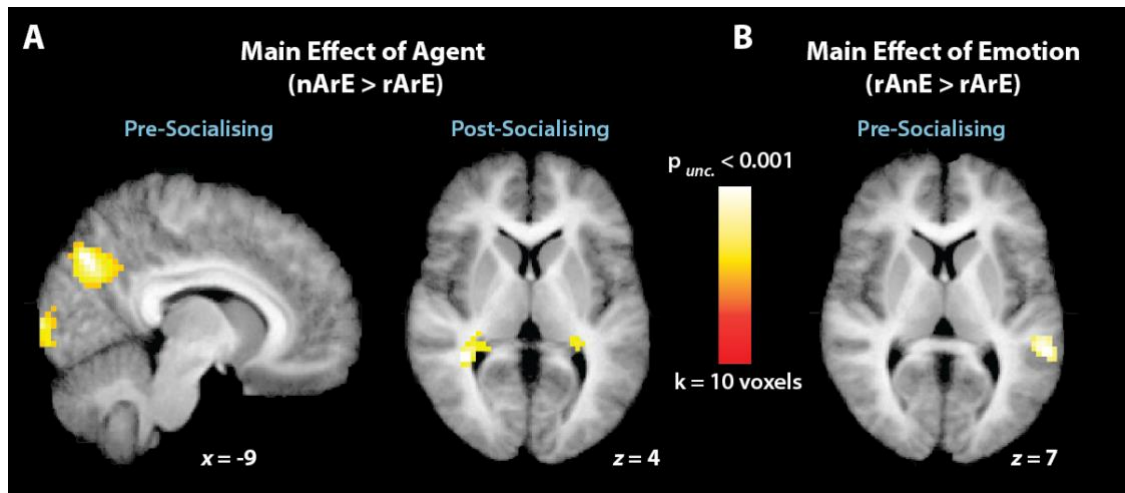 A
Main Effect of Agent
(nArE > rArE)
Pre-Socialising
Post-Socialising
x = -9
z = 4
p unc. < 0.001
k = 10 voxels
B
Main Effect of Emotion
(rAnE > rArE)
Pre-Socialising
z = 7